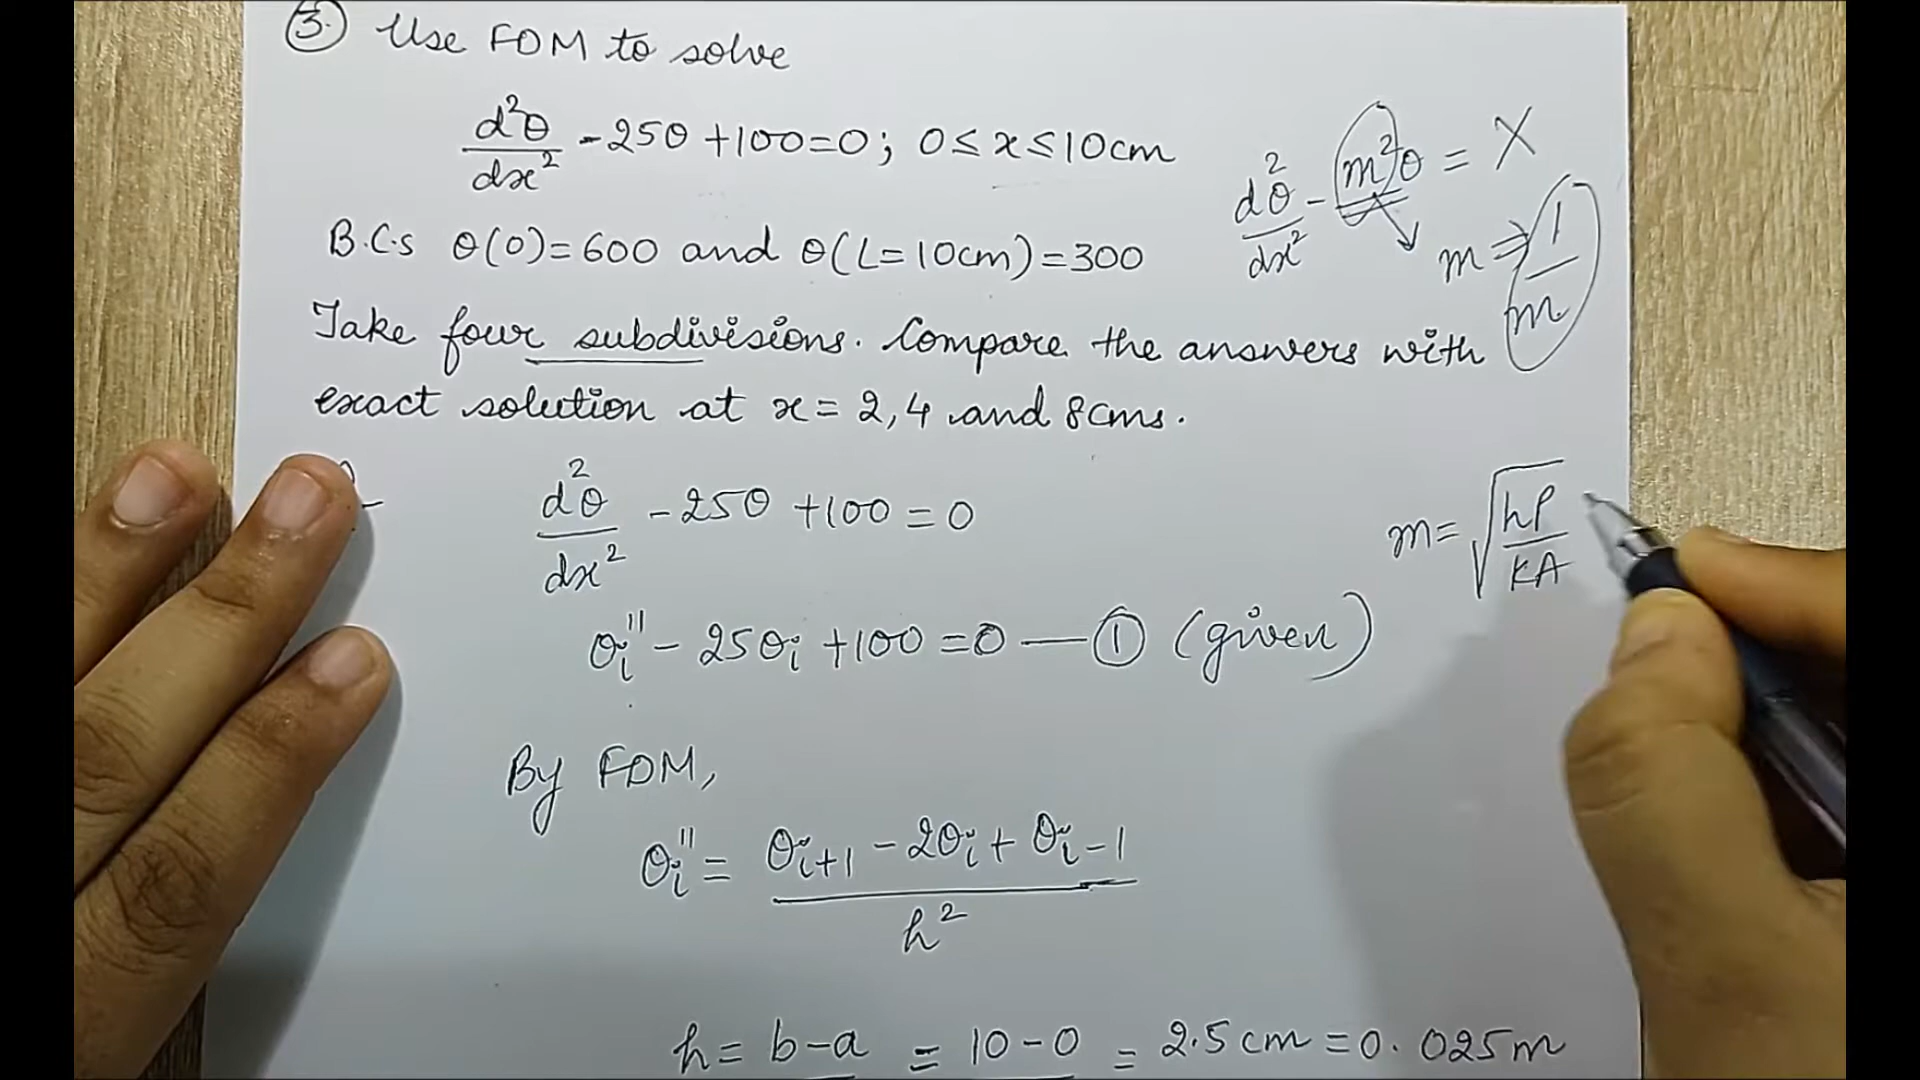 ③ Use FDM to solve
d²θ/dx² - 25θ + 100 = 0; 0 ≤ x ≤ 10cm
d²θ/dx² - m²θ = X
m ⇒ 1/m
B.C.s θ(0)=600 and θ(L=10cm)=300
Take four subdivisions. Compare the answers with
exact solution at x = 2, 4 and 8cms.
d²θ/dx² - 25θ + 100 = 0
m = √(hP/KA)
θᵢ'' - 25θᵢ + 100 = 0 — ① (given)
By FDM,
θᵢ'' = (θᵢ₊₁ - 2θᵢ + θᵢ₋₁)/h²
h = b-a = 10-0 = 2.5cm = 0.025m